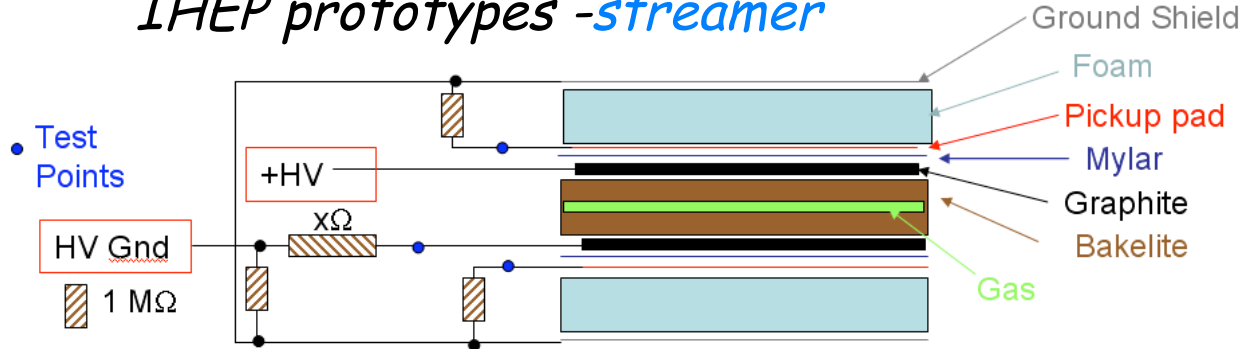 IHEP prototypes -streamer
Ground Shield
Foam
Pickup pad
Test
Points
Mylar
+HV
Graphite
xΩ
HV Gnd
Bakelite
Gas
1 MΩ